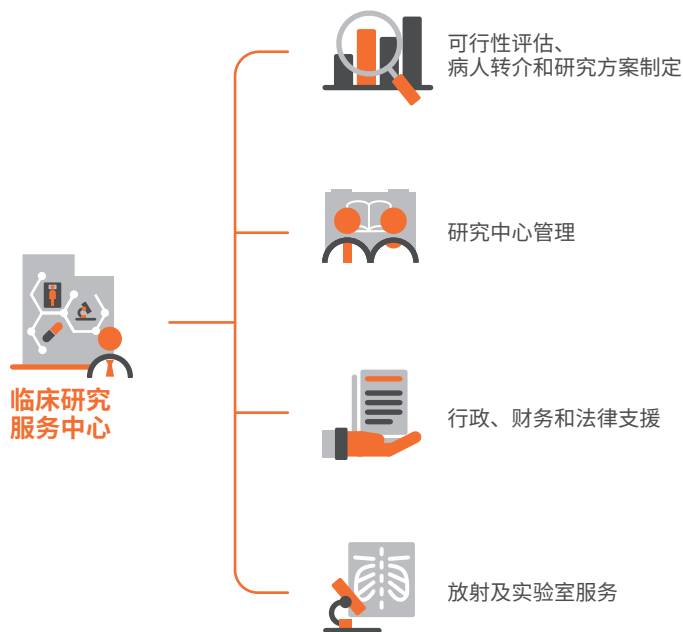 可行性评估、
病人转介和研究方案制定
研究中心管理
临床研究
服务中心
行政、财务和法律支援
放射及实验室服务